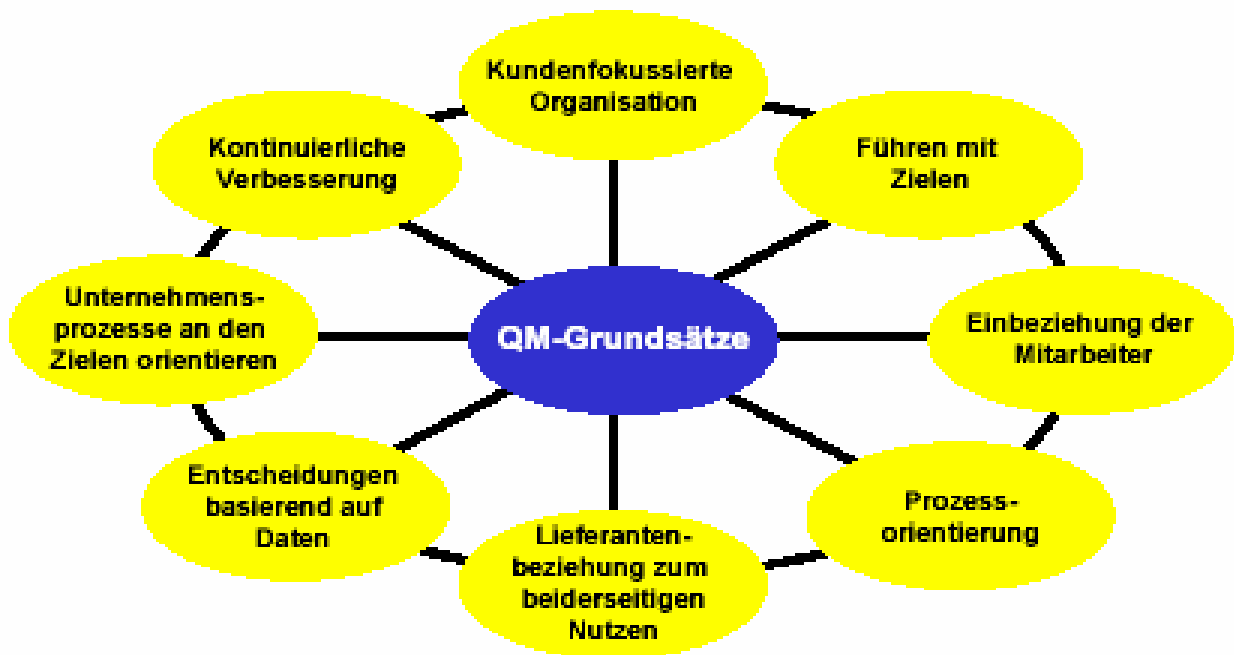 Kundenfokussierte
Organisation
Führen mit
Zielen
Einbeziehung der
Mitarbeiter
Prozess-
orientierung
Lieferanten-
beziehung zum
beiderseitigen
Nutzen
Entscheidungen
basierend auf
Daten
Unternehmens-
prozesse an den
Zielen orientieren
Kontinuierliche
Verbesserung
QM-Grundsätze